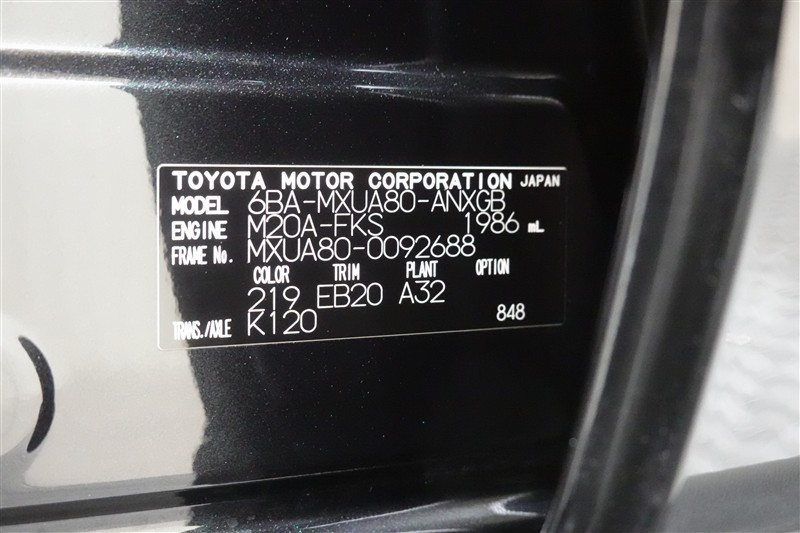 TOYOTA MOTOR CORPORATION JAPAN
MODEL 6BA-MXUA80-ANXGB
ENGINE M20A-FKS 1986 mL
FRAME No. MXUA80-0092688
COLOR TRIM PLANT OPTION
219 EB20 A32
TRANS./AXLE K120 848